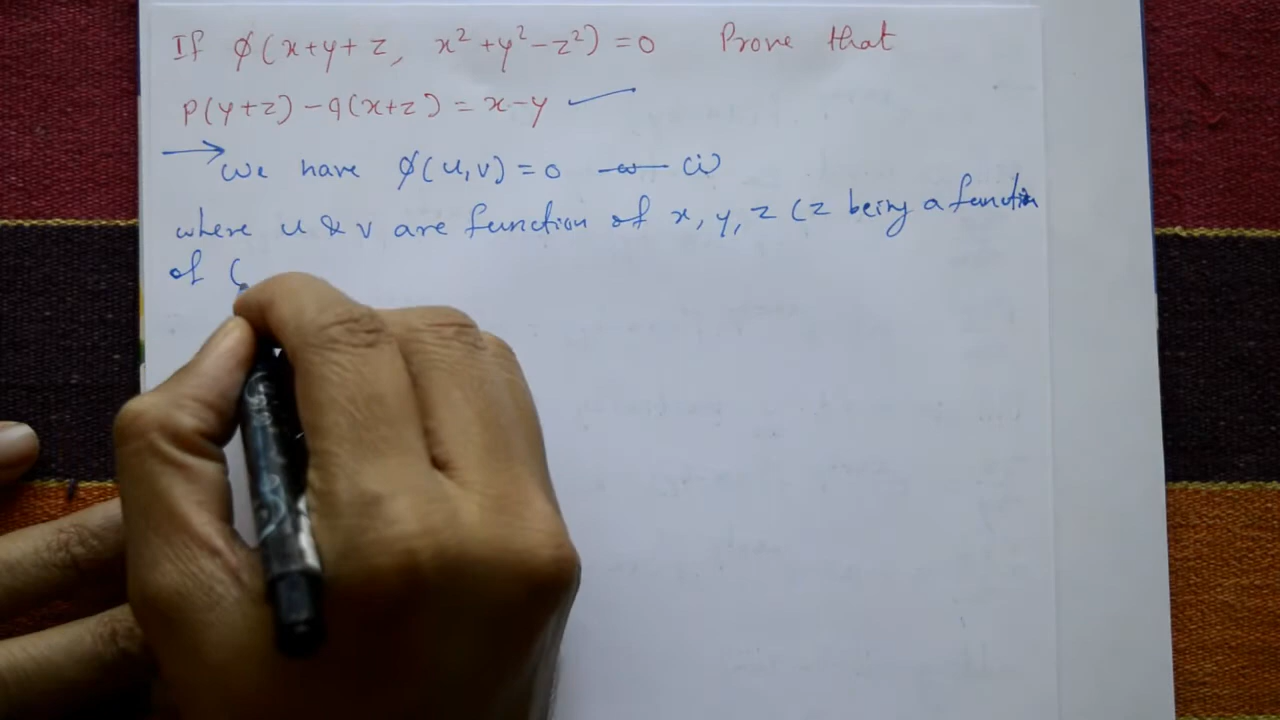 If ϕ(x+y+z, x²+y²-z²) = 0 Prove that
p(y+z) - q(x+z) = x-y
We have ϕ(u,v) = 0 — (i)
where u & v are function of x, y, z (z being a function
of (